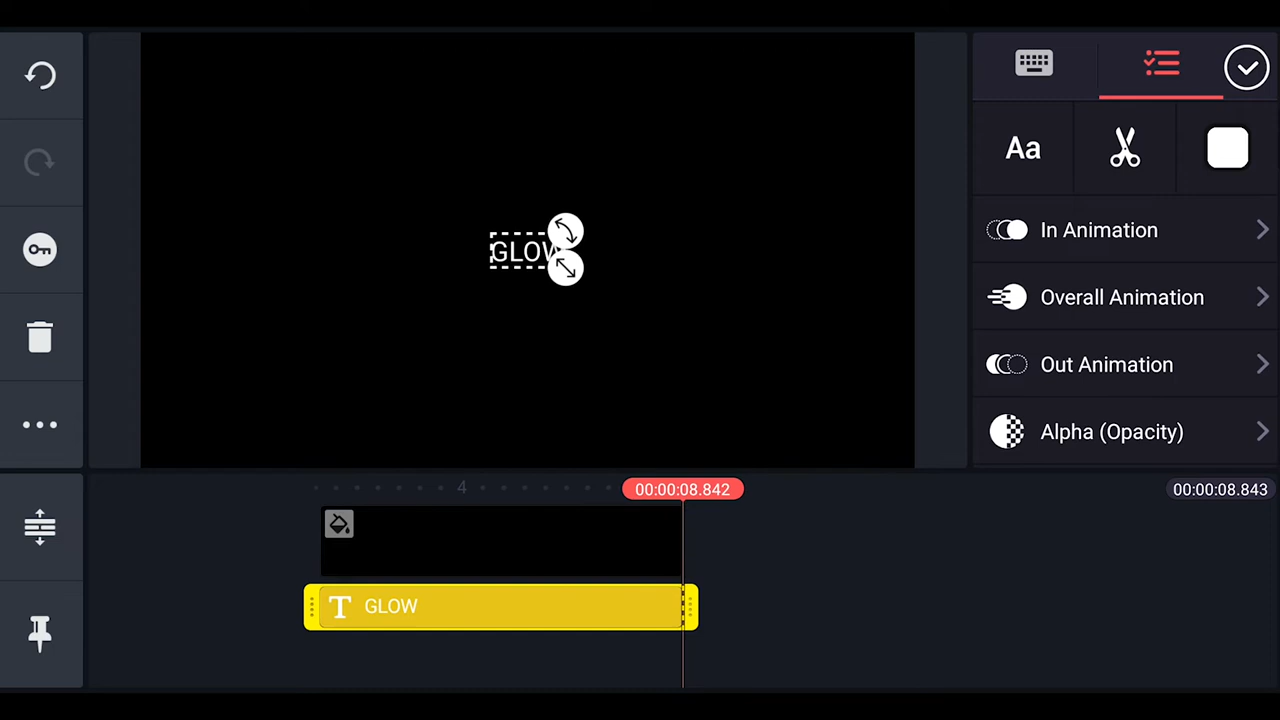 GLOW
Aa
In Animation
Overall Animation
Out Animation
Alpha (Opacity)
4
00:00:08.842
00:00:08.843
T GLOW